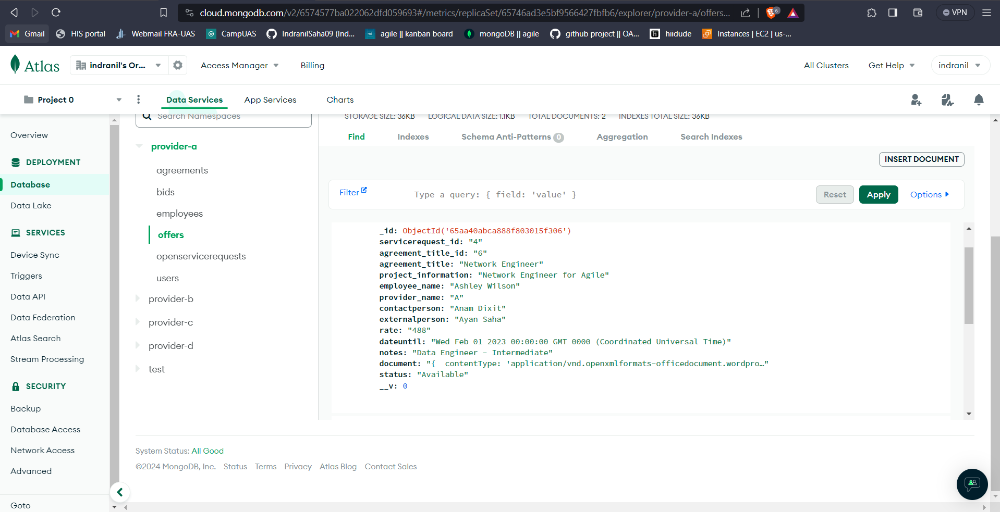 cloud.mongodb.com/v2/6574577ba022062dfd059693#/metrics/replicaSet/65746ad3e5bf9566427fbfb6/explorer/provider-a/offers... 6 VPN
Gmail HIS portal Webmail FRA-UAS CampUAS IndranilSaha09 (Ind... agile || kanban board mongoDB || agile github project || OA... hiidude Instances | EC2 | us-...
Atlas indranil's Or... Access Manager Billing All Clusters Get Help indranil
Project 0 Data Services App Services Charts
Search Namespaces
STORAGE SIZE: 36KB LOGICAL DATA SIZE: 1.1KB TOTAL DOCUMENTS: 2 INDEXES TOTAL SIZE: 36KB
Overview
DEPLOYMENT
Database
Data Lake
SERVICES
Device Sync
Triggers
Data API
Data Federation
Atlas Search
Stream Processing
SECURITY
Backup
Database Access
Network Access
Advanced
Goto
provider-a
agreements
bids
employees
offers
openservicerequests
users
provider-b
provider-c
provider-d
test
Find Indexes Schema Anti-Patterns 0 Aggregation Search Indexes
INSERT DOCUMENT
Filter Type a query: { field: 'value' } Reset Apply Options
_id: ObjectId('65aa40abca888f803015f306')
servicerequest_id: "4"
agreement_title_id: "6"
agreement_title: "Network Engineer"
project_information: "Network Engineer for Agile"
employee_name: "Ashley Wilson"
provider_name: "A"
contactperson: "Anam Dixit"
externalperson: "Ayan Saha"
rate: "488"
dateuntil: "Wed Feb 01 2023 00:00:00 GMT 0000 (Coordinated Universal Time)"
notes: "Data Engineer – Intermediate"
document: "{  contentType: 'application/vnd.openxmlformats-officedocument.wordpro…"
status: "Available"
__v: 0
System Status: All Good
©2024 MongoDB, Inc. Status Terms Privacy Atlas Blog Contact Sales